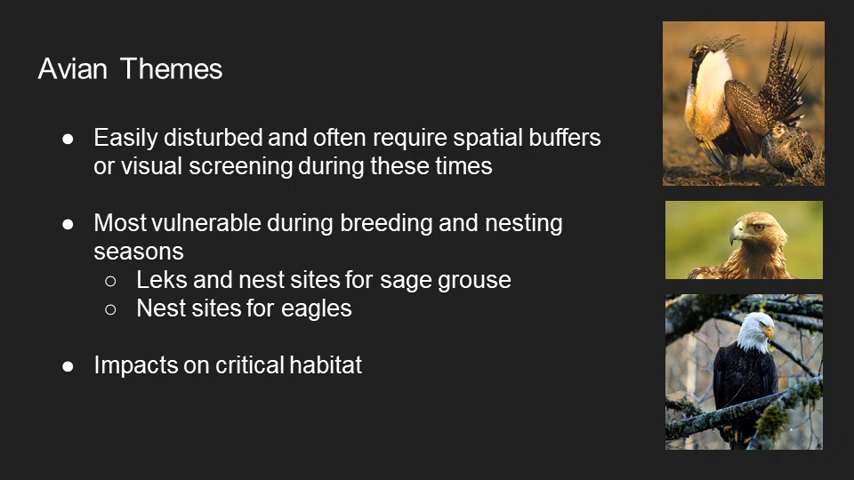 Avian Themes
● Easily disturbed and often require spatial buffers
or visual screening during these times
● Most vulnerable during breeding and nesting
seasons
○ Leks and nest sites for sage grouse
○ Nest sites for eagles
● Impacts on critical habitat